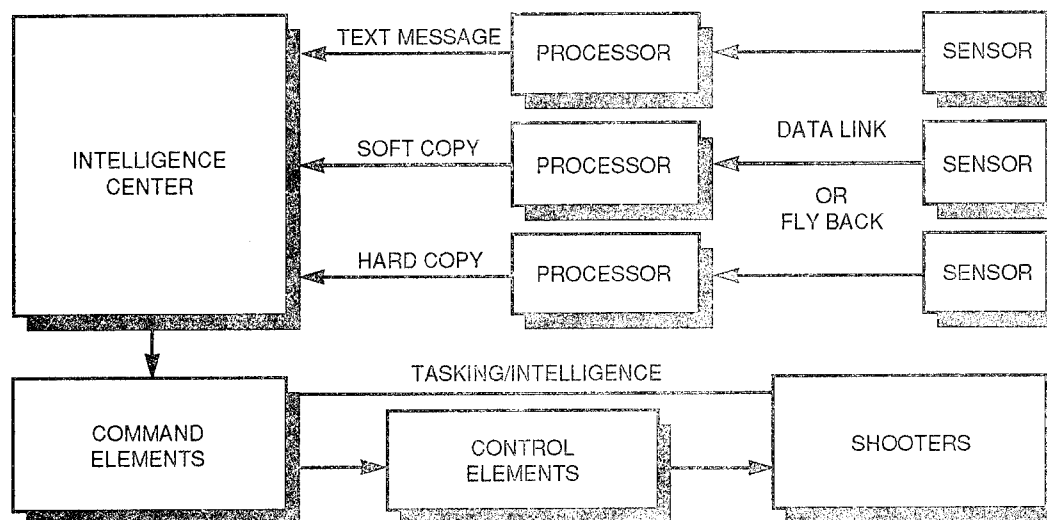 TEXT MESSAGE
PROCESSOR
SENSOR
INTELLIGENCE
CENTER
SOFT COPY
PROCESSOR
DATA LINK
SENSOR
OR
FLY BACK
HARD COPY
PROCESSOR
SENSOR
TASKING/INTELLIGENCE
COMMAND
ELEMENTS
CONTROL
ELEMENTS
SHOOTERS